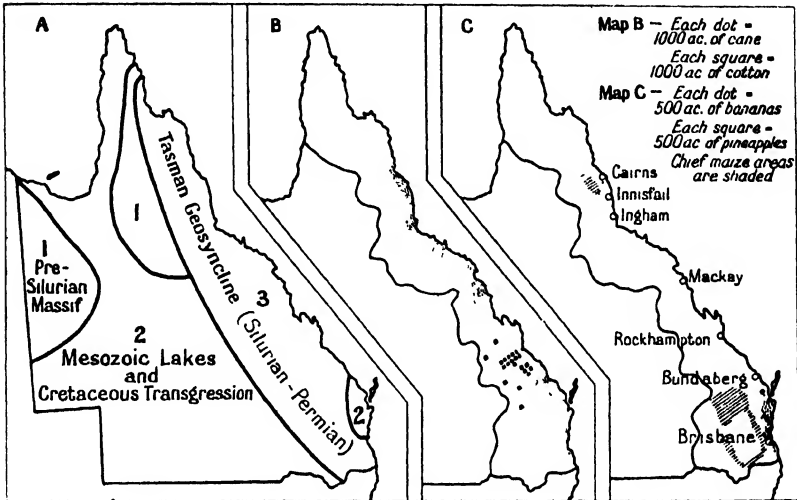 A
B
C
Map B — Each dot =
1000 ac. of cane
Each square =
1000 ac of cotton
Map C — Each dot =
500 ac. of bananas
Each square =
500 ac of pineapples
Chief maize areas
are shaded
1
Pre-
Silurian
Massif
1
2
Mesozoic Lakes
and
Cretaceous Transgression
Tasman Geosyncline (Silurian-Permian)
3
2
Cairns
Innisfail
Ingham
Mackay
Rockhampton
Bundaberg
Brisbane